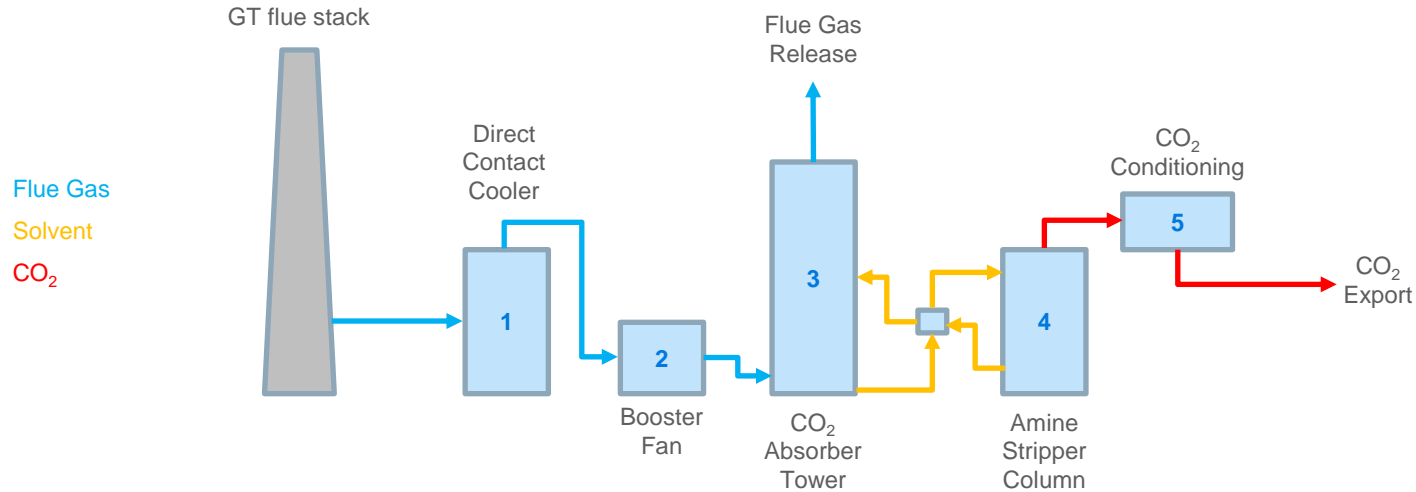 GT flue stack
Flue Gas
Release
Direct
Contact
Cooler
CO₂
Conditioning
Flue Gas
Solvent
CO₂
1
2
3
4
5
CO₂
Export
Booster
Fan
CO₂
Absorber
Tower
Amine
Stripper
Column